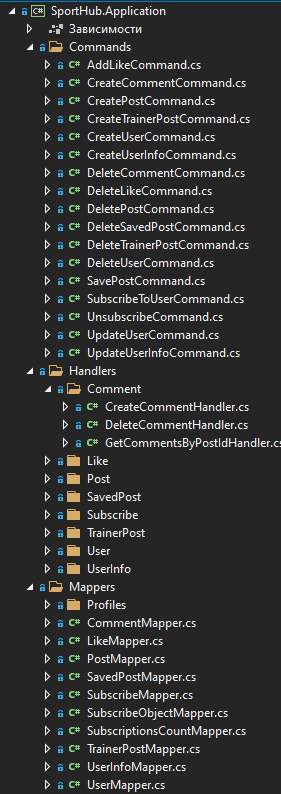 C# SportHub.Application
Зависимости
Commands
C# AddLikeCommand.cs
C# CreateCommentCommand.cs
C# CreatePostCommand.cs
C# CreateTrainerPostCommand.cs
C# CreateUserCommand.cs
C# CreateUserInfoCommand.cs
C# DeleteCommentCommand.cs
C# DeleteLikeCommand.cs
C# DeletePostCommand.cs
C# DeleteSavedPostCommand.cs
C# DeleteTrainerPostCommand.cs
C# DeleteUserCommand.cs
C# SavePostCommand.cs
C# SubscribeToUserCommand.cs
C# UnsubscribeCommand.cs
C# UpdateUserCommand.cs
C# UpdateUserInfoCommand.cs
Handlers
Comment
C# CreateCommentHandler.cs
C# DeleteCommentHandler.cs
C# GetCommentsByPostIdHandler.cs
Like
Post
SavedPost
Subscribe
TrainerPost
User
UserInfo
Mappers
Profiles
C# CommentMapper.cs
C# LikeMapper.cs
C# PostMapper.cs
C# SavedPostMapper.cs
C# SubscribeMapper.cs
C# SubscribeObjectMapper.cs
C# SubscriptionsCountMapper.cs
C# TrainerPostMapper.cs
C# UserInfoMapper.cs
C# UserMapper.cs